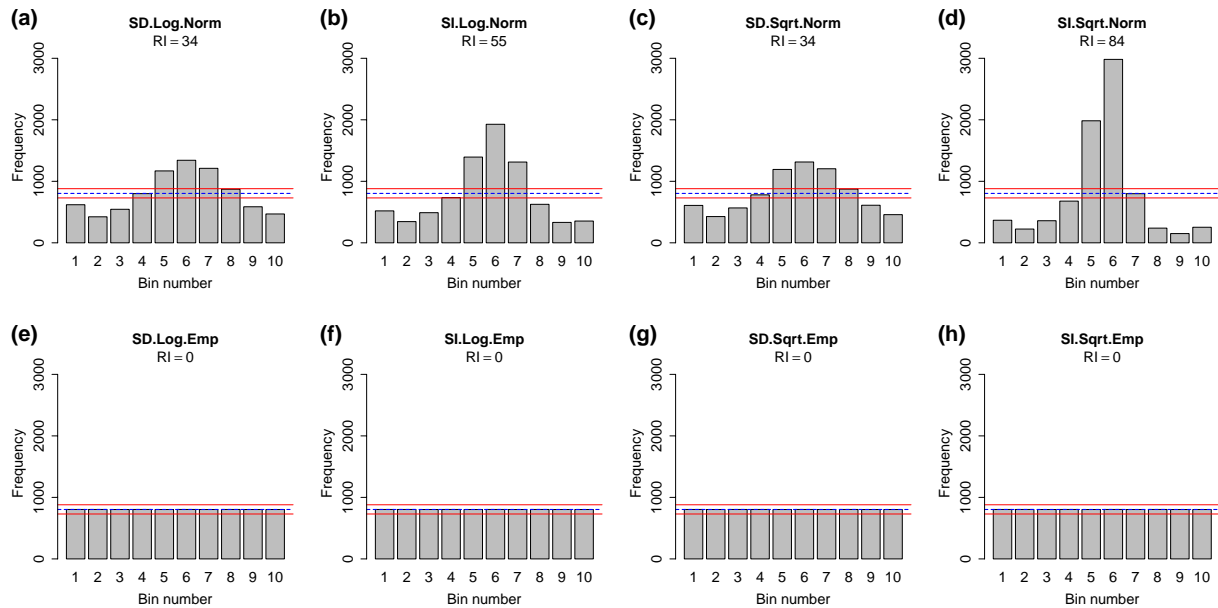 (a) SD.Log.Norm
RI = 34
Frequency
0 1000 2000 3000
1 2 3 4 5 6 7 8 9 10
Bin number
(b) SI.Log.Norm
RI = 55
Frequency
0 1000 2000 3000
1 2 3 4 5 6 7 8 9 10
Bin number
(c) SD.Sqrt.Norm
RI = 34
Frequency
0 1000 2000 3000
1 2 3 4 5 6 7 8 9 10
Bin number
(d) SI.Sqrt.Norm
RI = 84
Frequency
0 1000 2000 3000
1 2 3 4 5 6 7 8 9 10
Bin number
(e) SD.Log.Emp
RI = 0
Frequency
0 1000 2000 3000
1 2 3 4 5 6 7 8 9 10
Bin number
(f) SI.Log.Emp
RI = 0
Frequency
0 1000 2000 3000
1 2 3 4 5 6 7 8 9 10
Bin number
(g) SD.Sqrt.Emp
RI = 0
Frequency
0 1000 2000 3000
1 2 3 4 5 6 7 8 9 10
Bin number
(h) SI.Sqrt.Emp
RI = 0
Frequency
0 1000 2000 3000
1 2 3 4 5 6 7 8 9 10
Bin number